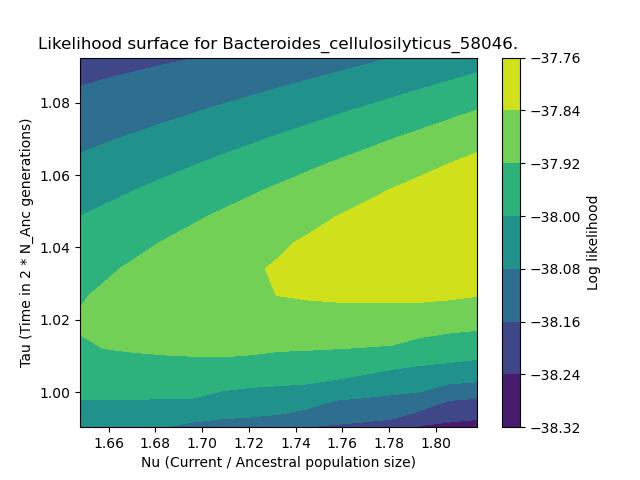 Likelihood surface for Bacteroides_cellulosilyticus_58046.
Tau (Time in 2 * N_Anc generations)
1.08
1.06
1.04
1.02
1.00
1.66 1.68 1.70 1.72 1.74 1.76 1.78 1.80
Nu (Current / Ancestral population size)
−37.76
−37.84
−37.92
−38.00
−38.08
−38.16
−38.24
−38.32
Log likelihood